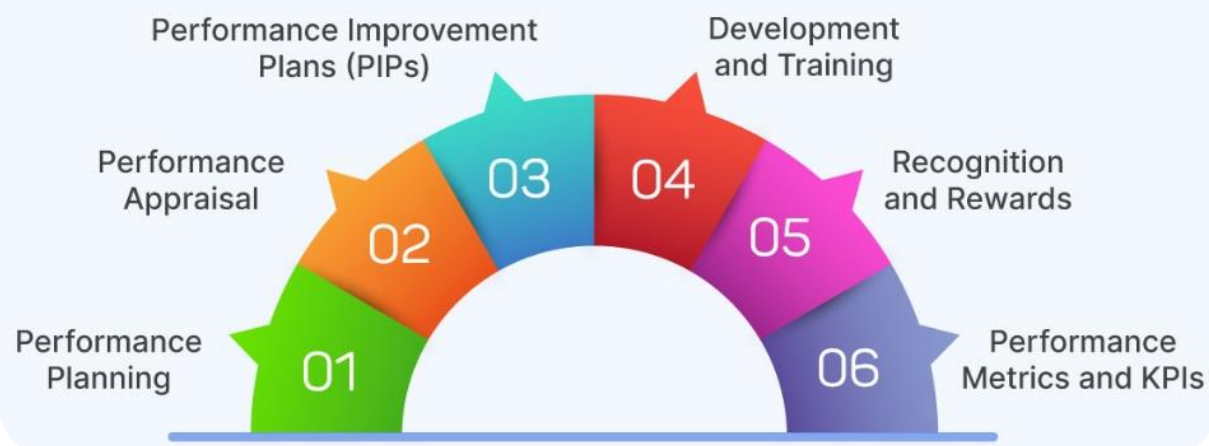 01
Performance
Planning
02
Performance
Appraisal
03
Performance Improvement
Plans (PIPs)
04
Development
and Training
05
Recognition
and Rewards
06
Performance
Metrics and KPIs